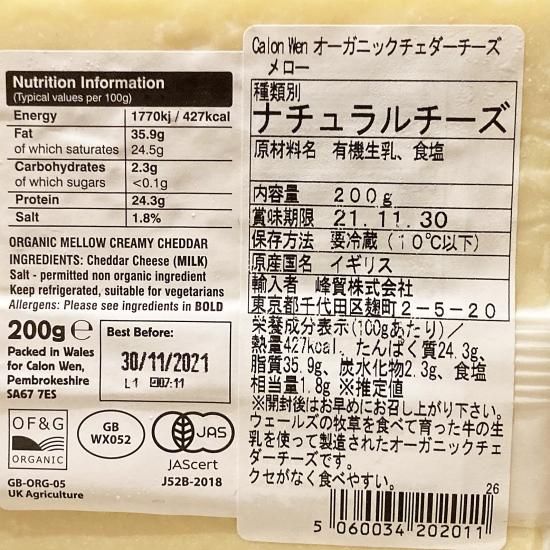 Nutrition Information
(Typical values per 100g)
Energy 1770kj / 427kcal
Fat 35.9g
of which saturates 24.5g
Carbohydrates 2.3g
of which sugars <0.1g
Protein 24.3g
Salt 1.8%
ORGANIC MELLOW CREAMY CHEDDAR
INGREDIENTS: Cheddar Cheese (MILK)
Salt - permitted non organic ingredient
Keep refrigerated, suitable for vegetarians
Allergens: Please see ingredients in BOLD
200g ℮
Packed in Wales
for Calon Wen,
Pembrokeshire
SA67 7ES
Best Before:
30/11/2021
L1 07:11
OF&G
ORGANIC
GB-ORG-05
UK Agriculture
GB
WX052
JAS
JAScert
J52B-2018
Calon Wen オーガニックチェダーチーズ
メロー
種類別
ナチュラルチーズ
原材料名 有機生乳、食塩
内容量 200g
賞味期限 21.11.30
保存方法 要冷蔵（10℃以下）
原産国名 イギリス
輸入者 峰貿株式会社
東京都千代田区麹町2-5-20
栄養成分表示(100gあたり)／
熱量427kcal、たんぱく質24.3g、
脂質35.9g、炭水化物2.3g、食塩
相当量1.8g ※推定値
※開封後はお早めにお召し上がり下さい。
ウェールズの牧草を食べて育った牛の生
乳を使って製造されたオーガニックチェ
ダーチーズです。
クセがなく食べやすい。
26
5 060034 202011